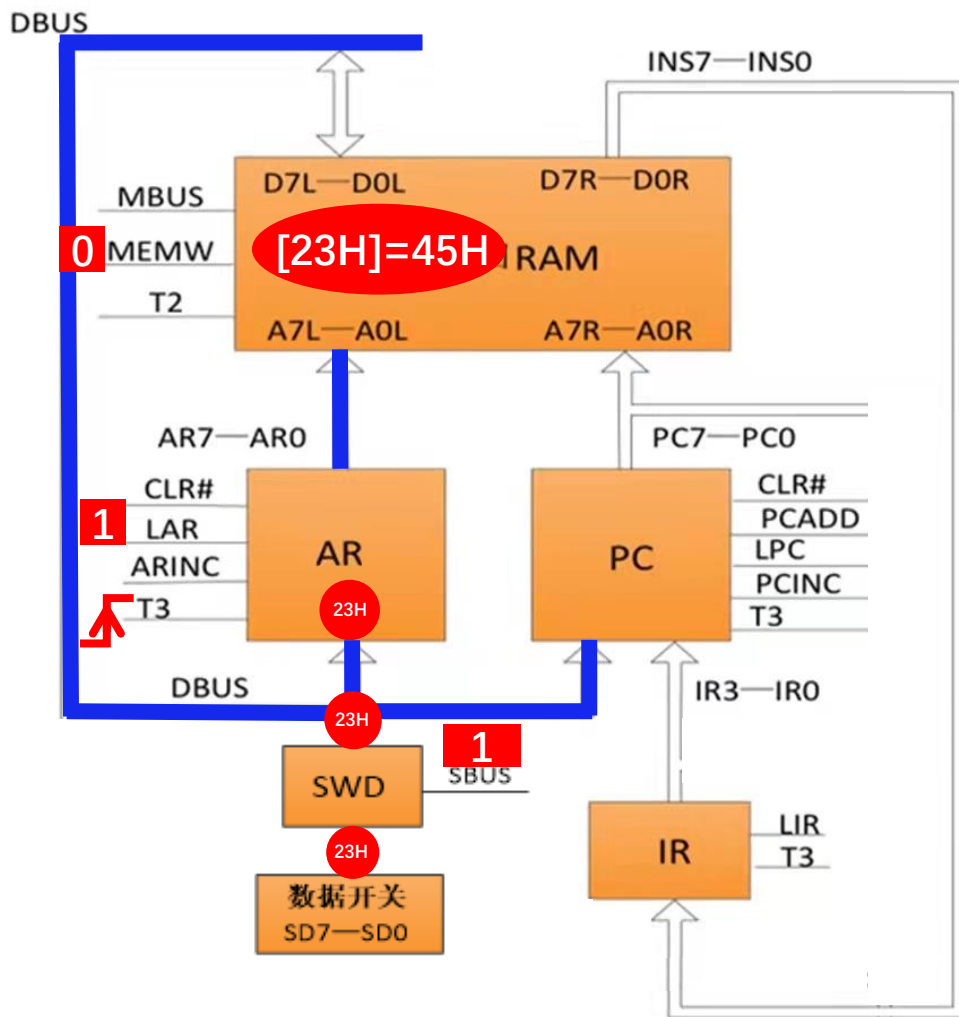 DBUS
INS7—INS0
D7L—D0L
D7R—D0R
MBUS
0
MEMW
[23H]=45H
RAM
T2
A7L—A0L
A7R—A0R
AR7—AR0
PC7—PC0
CLR#
1
LAR
ARINC
T3
AR
23H
PC
CLR#
PCADD
LPC
PCINC
T3
DBUS
23H
IR3—IR0
1
SBUS
SWD
23H
IR
LIR
T3
数据开关
SD7—SD0